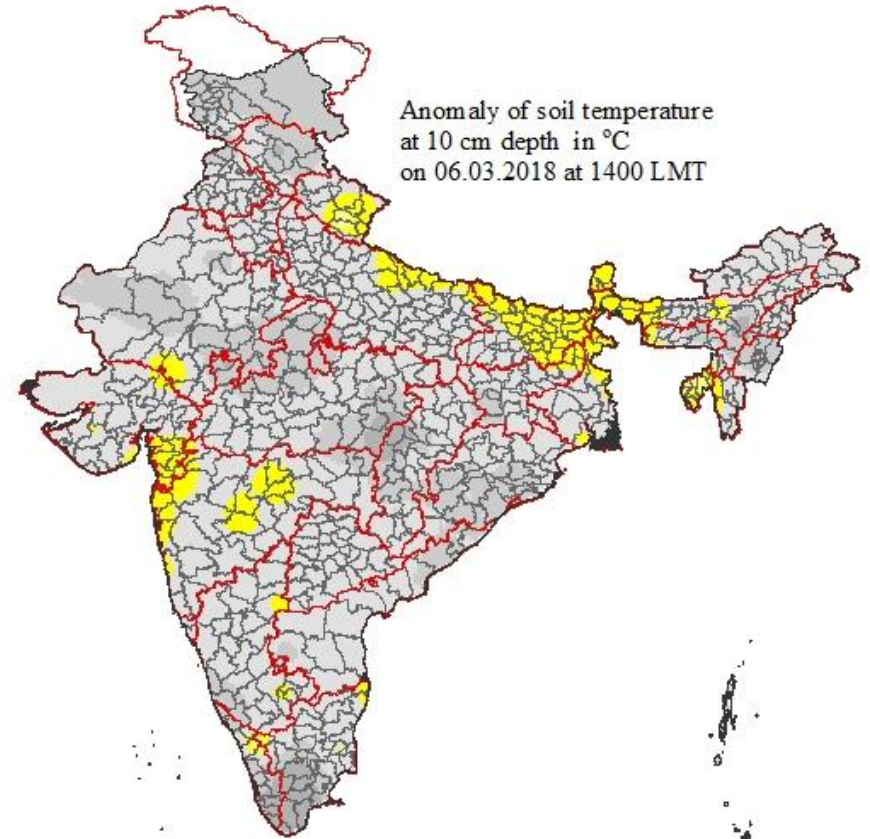 Anomaly of soil temperature
at 10 cm depth in °C
on 06.03.2018 at 1400 LMT